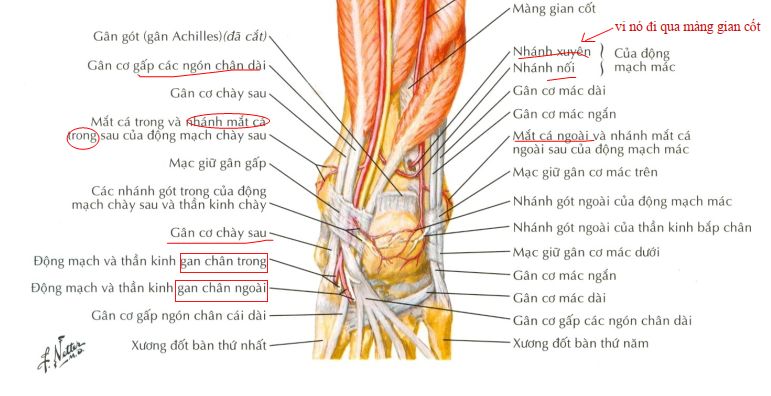 Màng gian cốt
vì nó đi qua màng gian cốt
Gân gót (gân Achilles)(đã cắt)
Gân cơ gấp các ngón chân dài
Gân cơ chày sau
Mắt cá trong và nhánh mắt cá
trong sau của động mạch chày sau
Mạc giữ gân gấp
Các nhánh gót trong của động
mạch chày sau và thần kinh chày
Gân cơ chày sau
Động mạch và thần kinh gan chân trong
Động mạch và thần kinh gan chân ngoài
Gân cơ gấp ngón chân cái dài
Xương đốt bàn thứ nhất
Nhánh xuyên
Nhánh nối
Của động
mạch mác
Gân cơ mác dài
Gân cơ mác ngắn
Mắt cá ngoài và nhánh mắt cá
ngoài sau của động mạch mác
Mạc giữ gân cơ mác trên
Nhánh gót ngoài của động mạch mác
Nhánh gót ngoài của thần kinh bắp chân
Mạc giữ gân cơ mác dưới
Gân cơ mác ngắn
Gân cơ mác dài
Gân cơ gấp các ngón chân dài
Xương đốt bàn thứ năm
F. Netter
M.D.